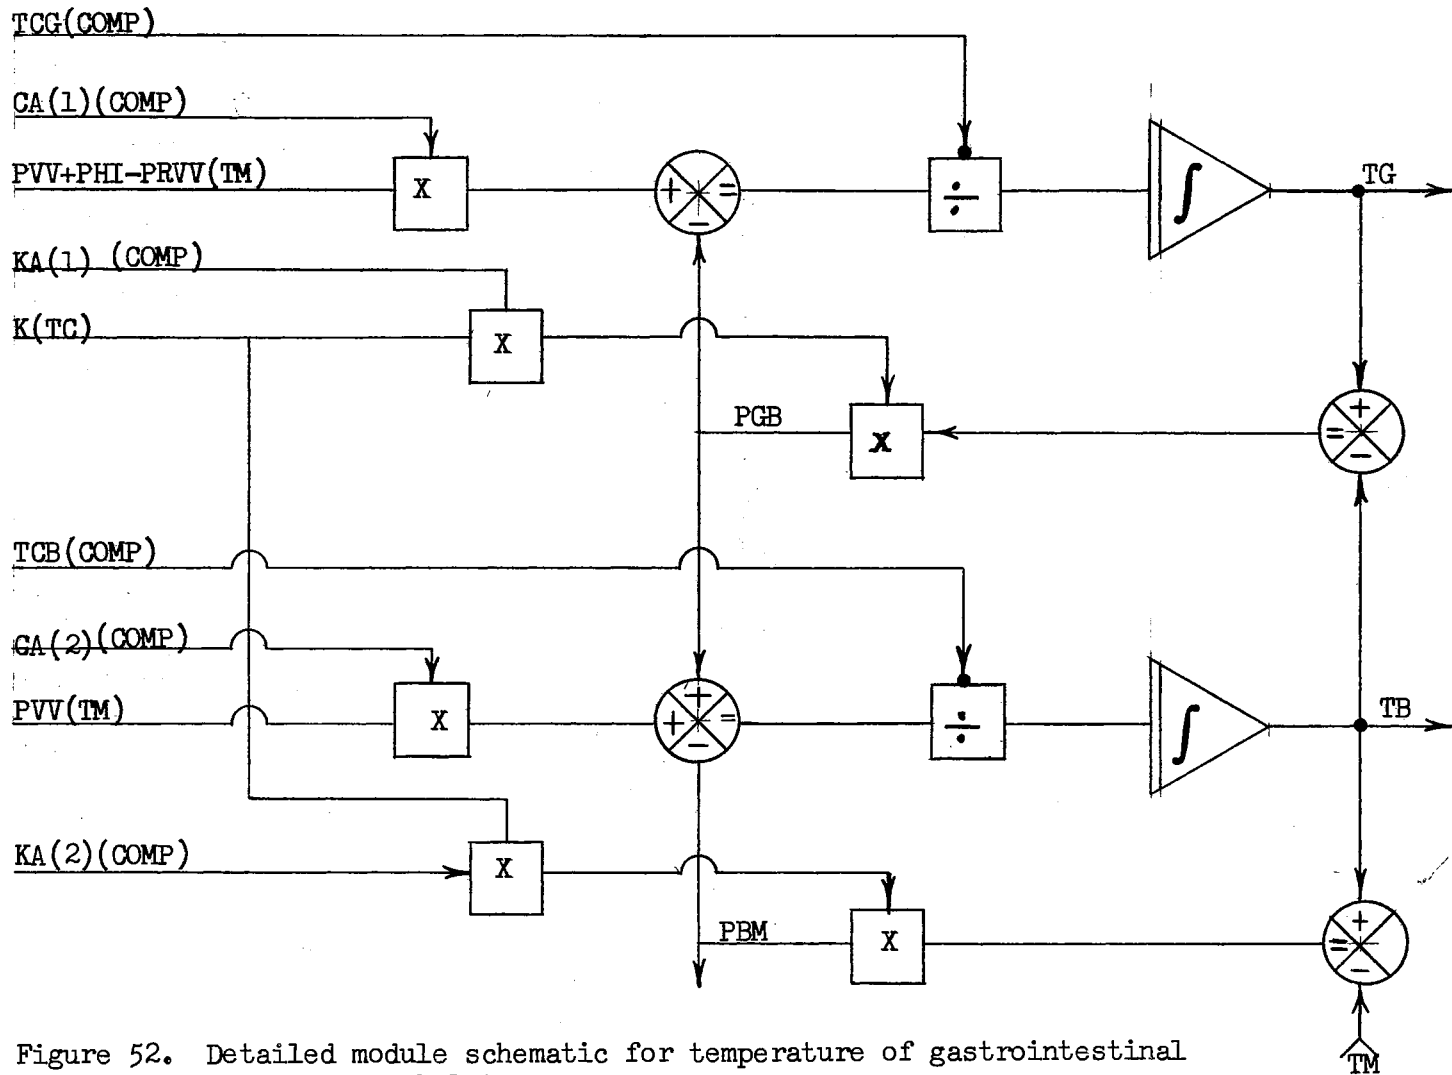 TCG(COMP)
CA(1)(COMP)
X
PVV+PHI-PRVV(TM)
+ = −
÷
∫
TG
KA(1) (COMP)
K(TC)
X
PGB
X
+ = −
TCB(COMP)
GA(2)(COMP)
PVV(TM)
X
+ + = −
÷
∫
TB
KA(2)(COMP)
X
PBM
X
+ = −
TM
Figure 52. Detailed module schematic for temperature of gastrointestinal